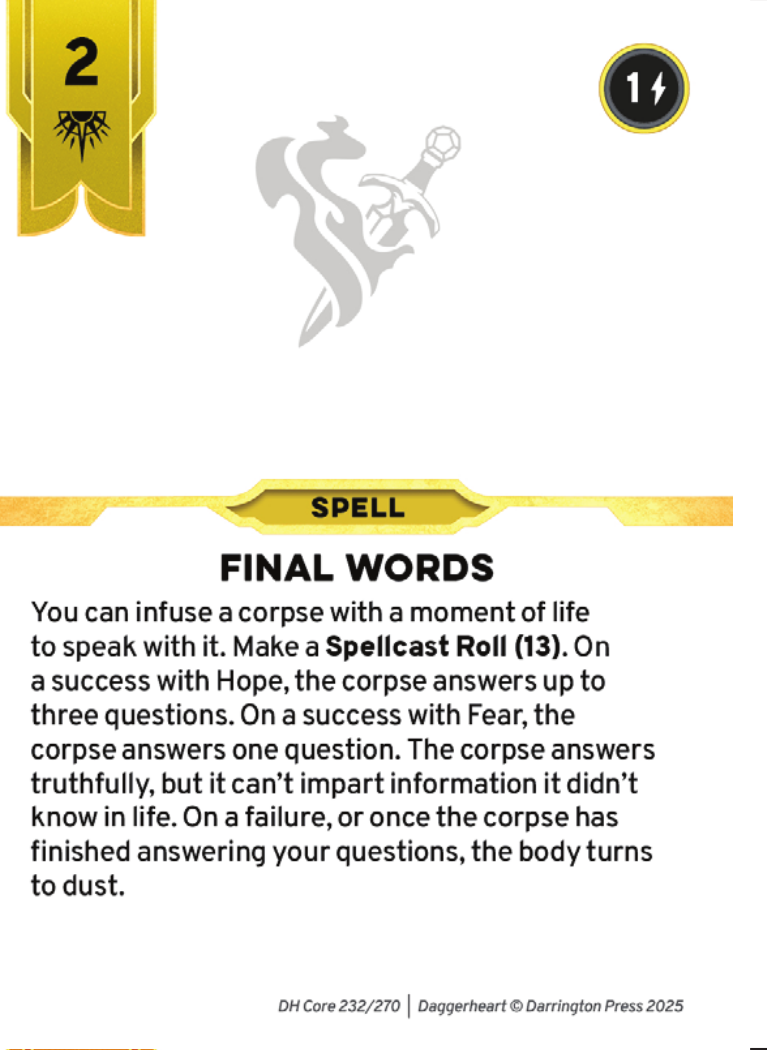 2
1
SPELL
FINAL WORDS
You can infuse a corpse with a moment of life
to speak with it. Make a Spellcast Roll (13). On
a success with Hope, the corpse answers up to
three questions. On a success with Fear, the
corpse answers one question. The corpse answers
truthfully, but it can’t impart information it didn’t
know in life. On a failure, or once the corpse has
finished answering your questions, the body turns
to dust.
DH Core 232/270 | Daggerheart © Darrington Press 2025